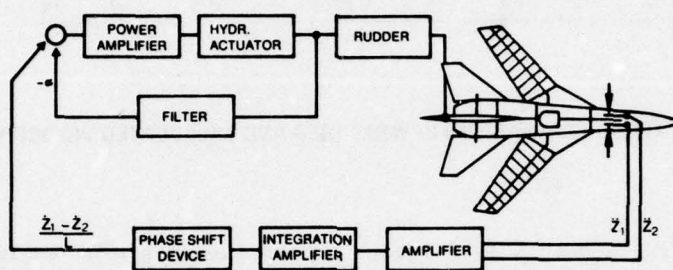 POWER
AMPLIFIER
HYDR.
ACTUATOR
RUDDER
FILTER
Ż₁ - Ż₂
L
PHASE SHIFT
DEVICE
INTEGRATION
AMPLIFIER
AMPLIFIER
Z̈₁ Z̈₂